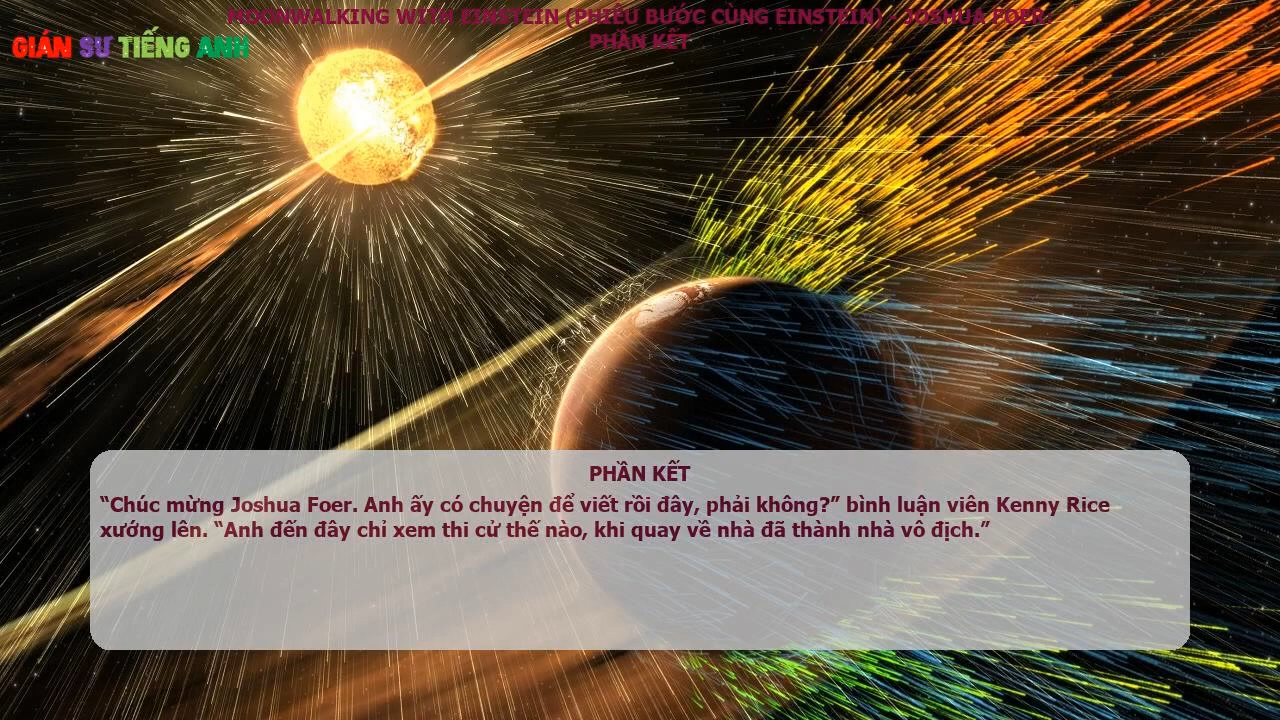 MOONWALKING WITH EINSTEIN (PHIÊU BƯỚC CÙNG EINSTEIN) - JOSHUA FOER.
PHẦN KẾT
GIÁN SỰ TIẾNG ANH
PHẦN KẾT
“Chúc mừng Joshua Foer. Anh ấy có chuyện để viết rồi đây, phải không?” bình luận viên Kenny Rice
xướng lên. “Anh đến đây chỉ xem thi cử thế nào, khi quay về nhà đã thành nhà vô địch.”